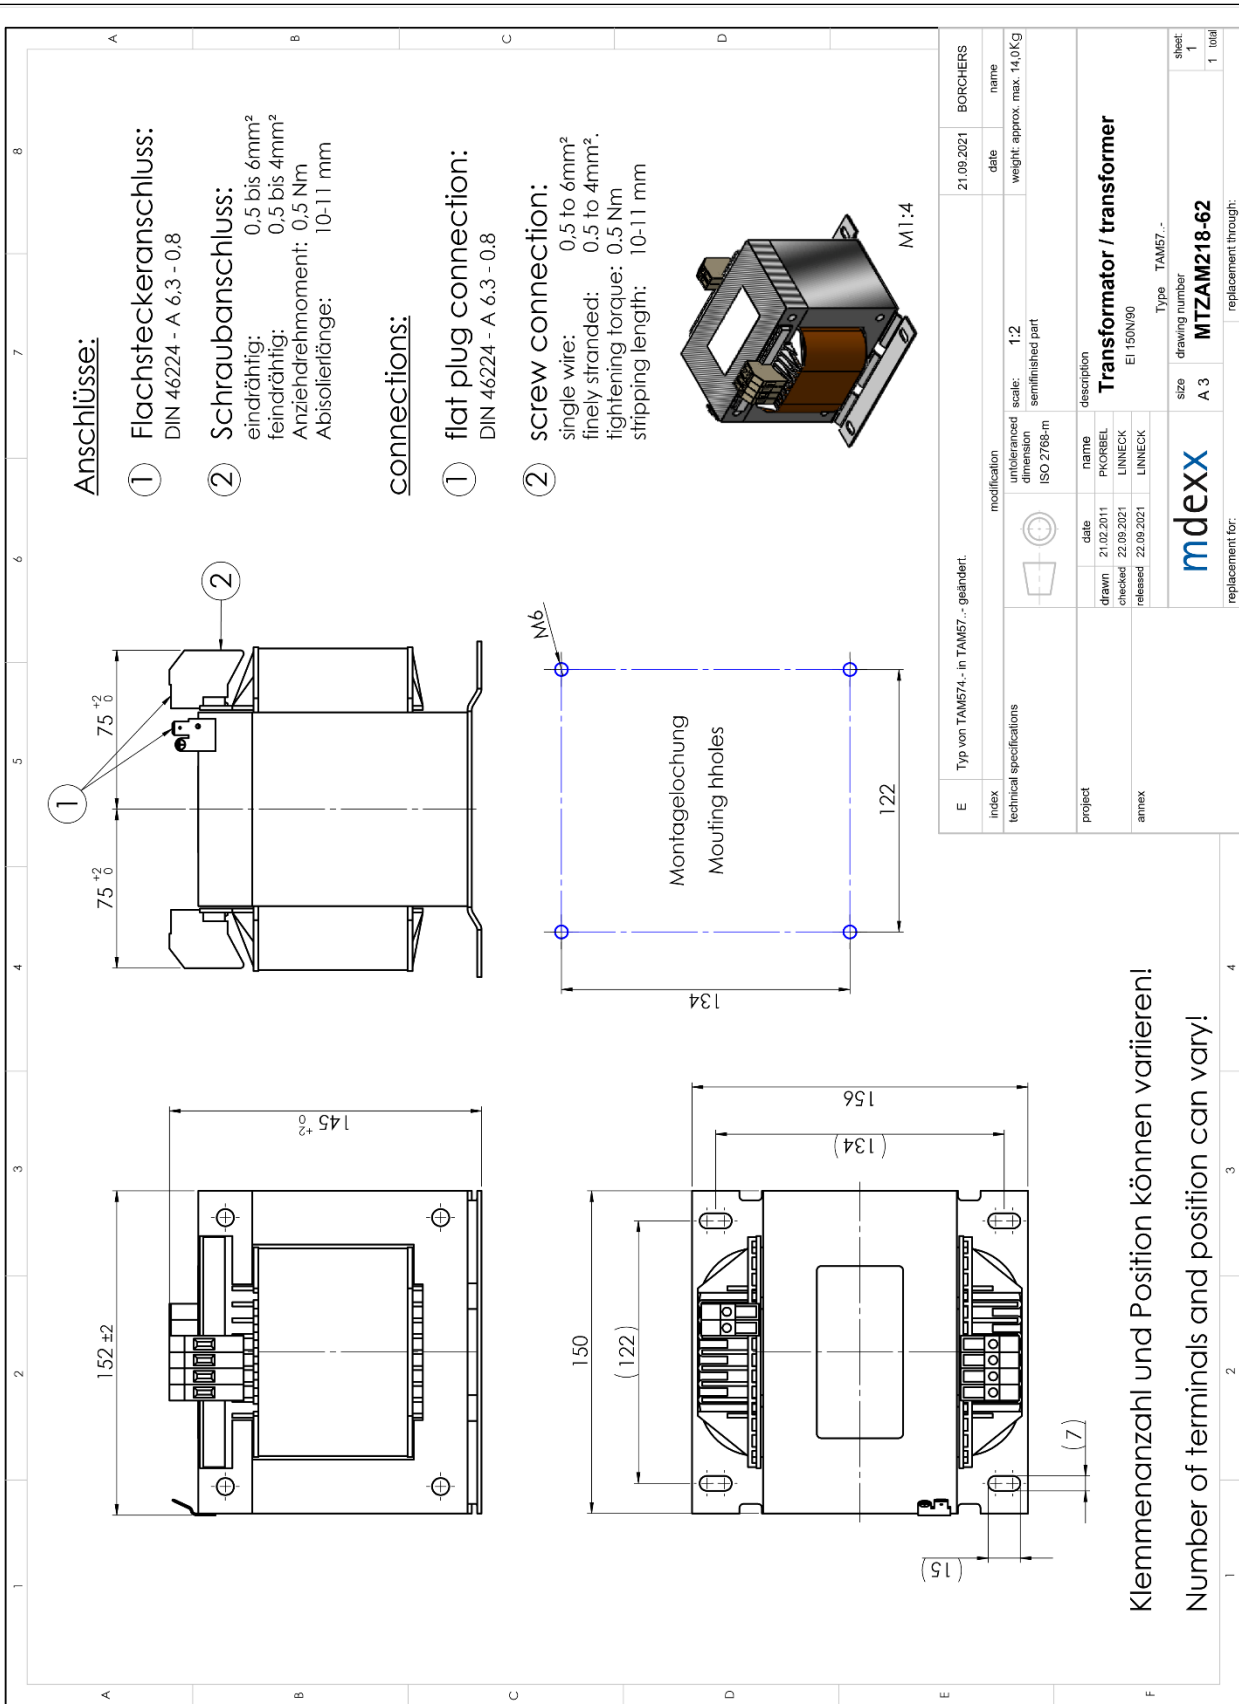 1
2
3
4
5
6
7
8
A
B
C
D
A
B
C
D
E
F
1
2
3
4
152 ±2
145 +2 0
75 +2 0
75 +2 0
1
2
Anschlüsse:
1 Flachsteckeranschluss:
DIN 46224 - A 6,3 - 0,8
2 Schraubanschluss:
eindrähtig: 0,5 bis 6mm²
feindrähtig: 0,5 bis 4mm²
Anziehdrehmoment: 0,5 Nm
Abisolierlänge: 10-11 mm
connections:
1 flat plug connection:
DIN 46224 - A 6.3 - 0.8
2 screw connection:
single wire: 0,5 to 6mm²
finely stranded: 0.5 to 4mm².
tightening torque: 0.5 Nm
stripping length: 10-11 mm
M1:4
150
(122)
156
(134)
(15)
(7)
M6
Montagelochung
Mouting hholes
134
122
Klemmenanzahl und Position können variieren!
Number of terminals and position can vary!
E Typ von TAM574.- in TAM57..- geändert. 21.09.2021 BORCHERS
index modification date name
technical specifications
untoleranced
dimension
ISO 2768-m
scale: 1:2
semifinished part
weight: approx. max. 14,0Kg
project
annex
date name
drawn 21.02.2011 PKORBEL
checked 22.09.2021 LINNECK
released 22.09.2021 LINNECK
description
Transformator / transformer
EI 150N/90
Type TAM57..-
mdexx
size
A 3
drawing number
MTZAM218-62
sheet:
1
1 total
replacement for:
replacement through: